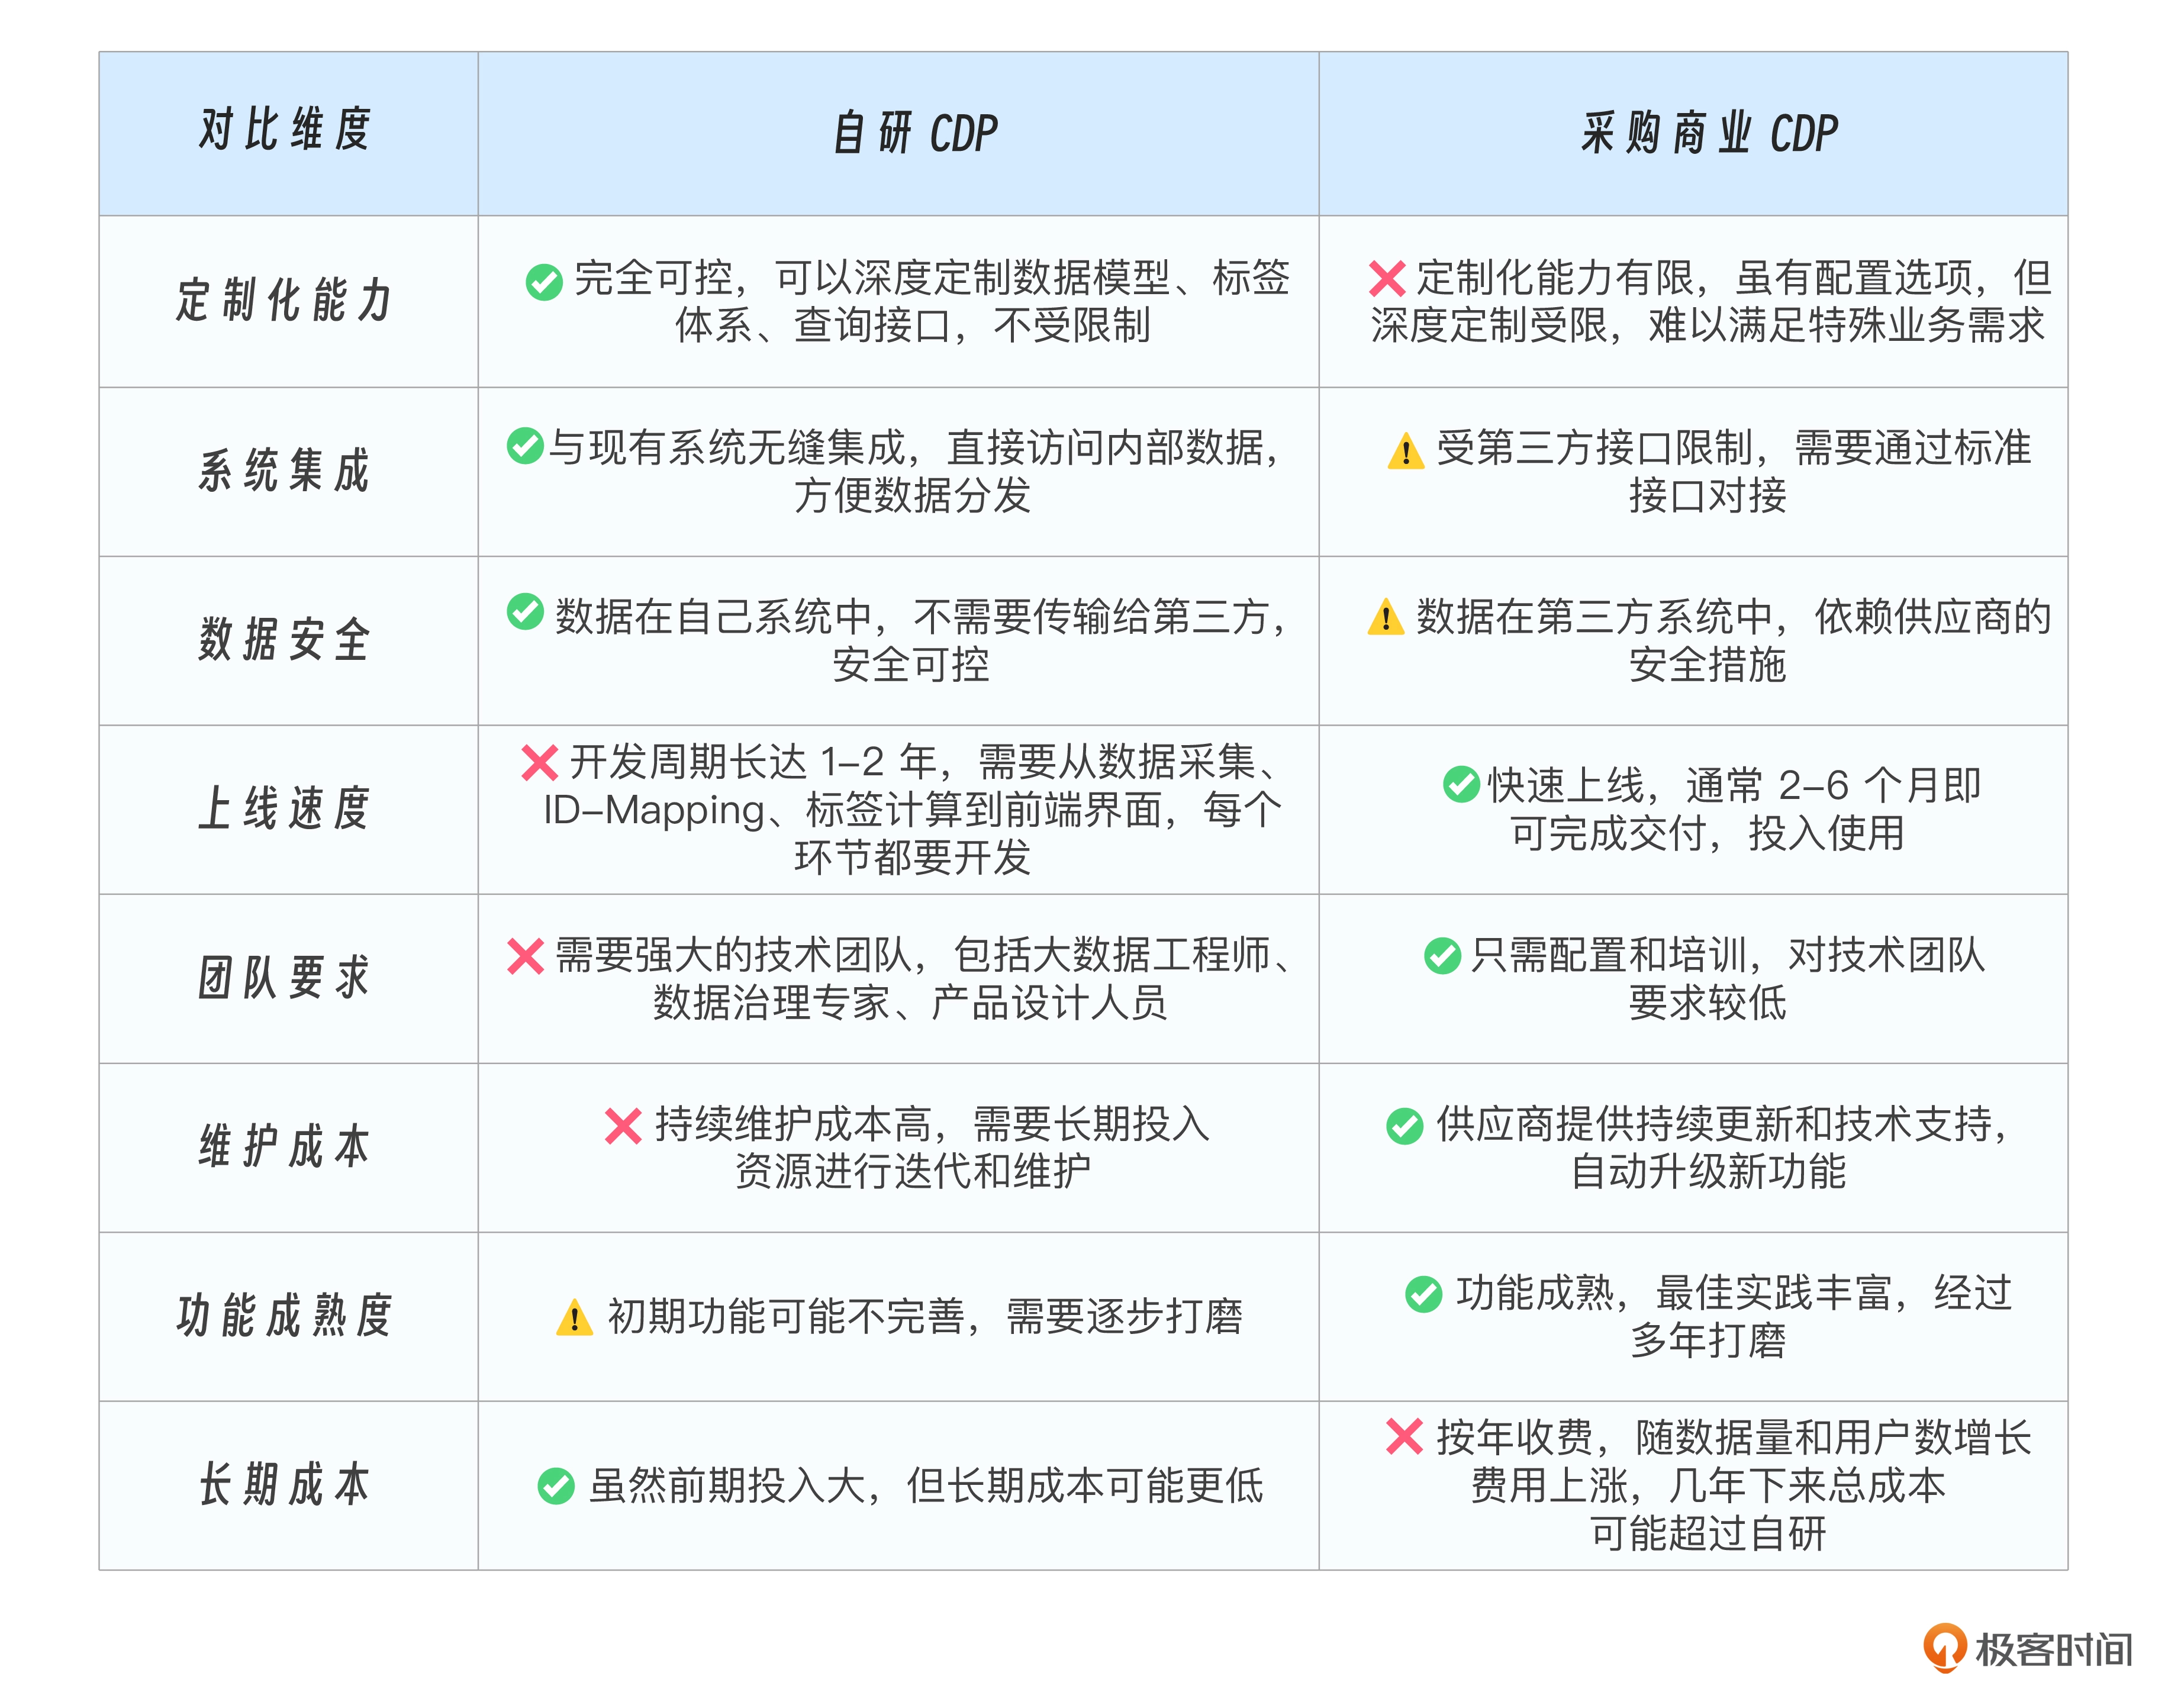 对比维度
自研 CDP
采购商业 CDP
定制化能力
完全可控，可以深度定制数据模型、标签
体系、查询接口，不受限制
定制化能力有限，虽有配置选项，但
深度定制受限，难以满足特殊业务需求
系统集成
与现有系统无缝集成，直接访问内部数据，
方便数据分发
受第三方接口限制，需要通过标准
接口对接
数据安全
数据在自己系统中，不需要传输给第三方，
安全可控
数据在第三方系统中，依赖供应商的
安全措施
上线速度
开发周期长达 1–2 年，需要从数据采集、
ID–Mapping、标签计算到前端界面，每个
环节都要开发
快速上线，通常 2–6 个月即
可完成交付，投入使用
团队要求
需要强大的技术团队，包括大数据工程师、
数据治理专家、产品设计人员
只需配置和培训，对技术团队
要求较低
维护成本
持续维护成本高，需要长期投入
资源进行迭代和维护
供应商提供持续更新和技术支持，
自动升级新功能
功能成熟度
初期功能可能不完善，需要逐步打磨
功能成熟，最佳实践丰富，经过
多年打磨
长期成本
虽然前期投入大，但长期成本可能更低
按年收费，随数据量和用户数增长
费用上涨，几年下来总成本
可能超过自研
极客时间